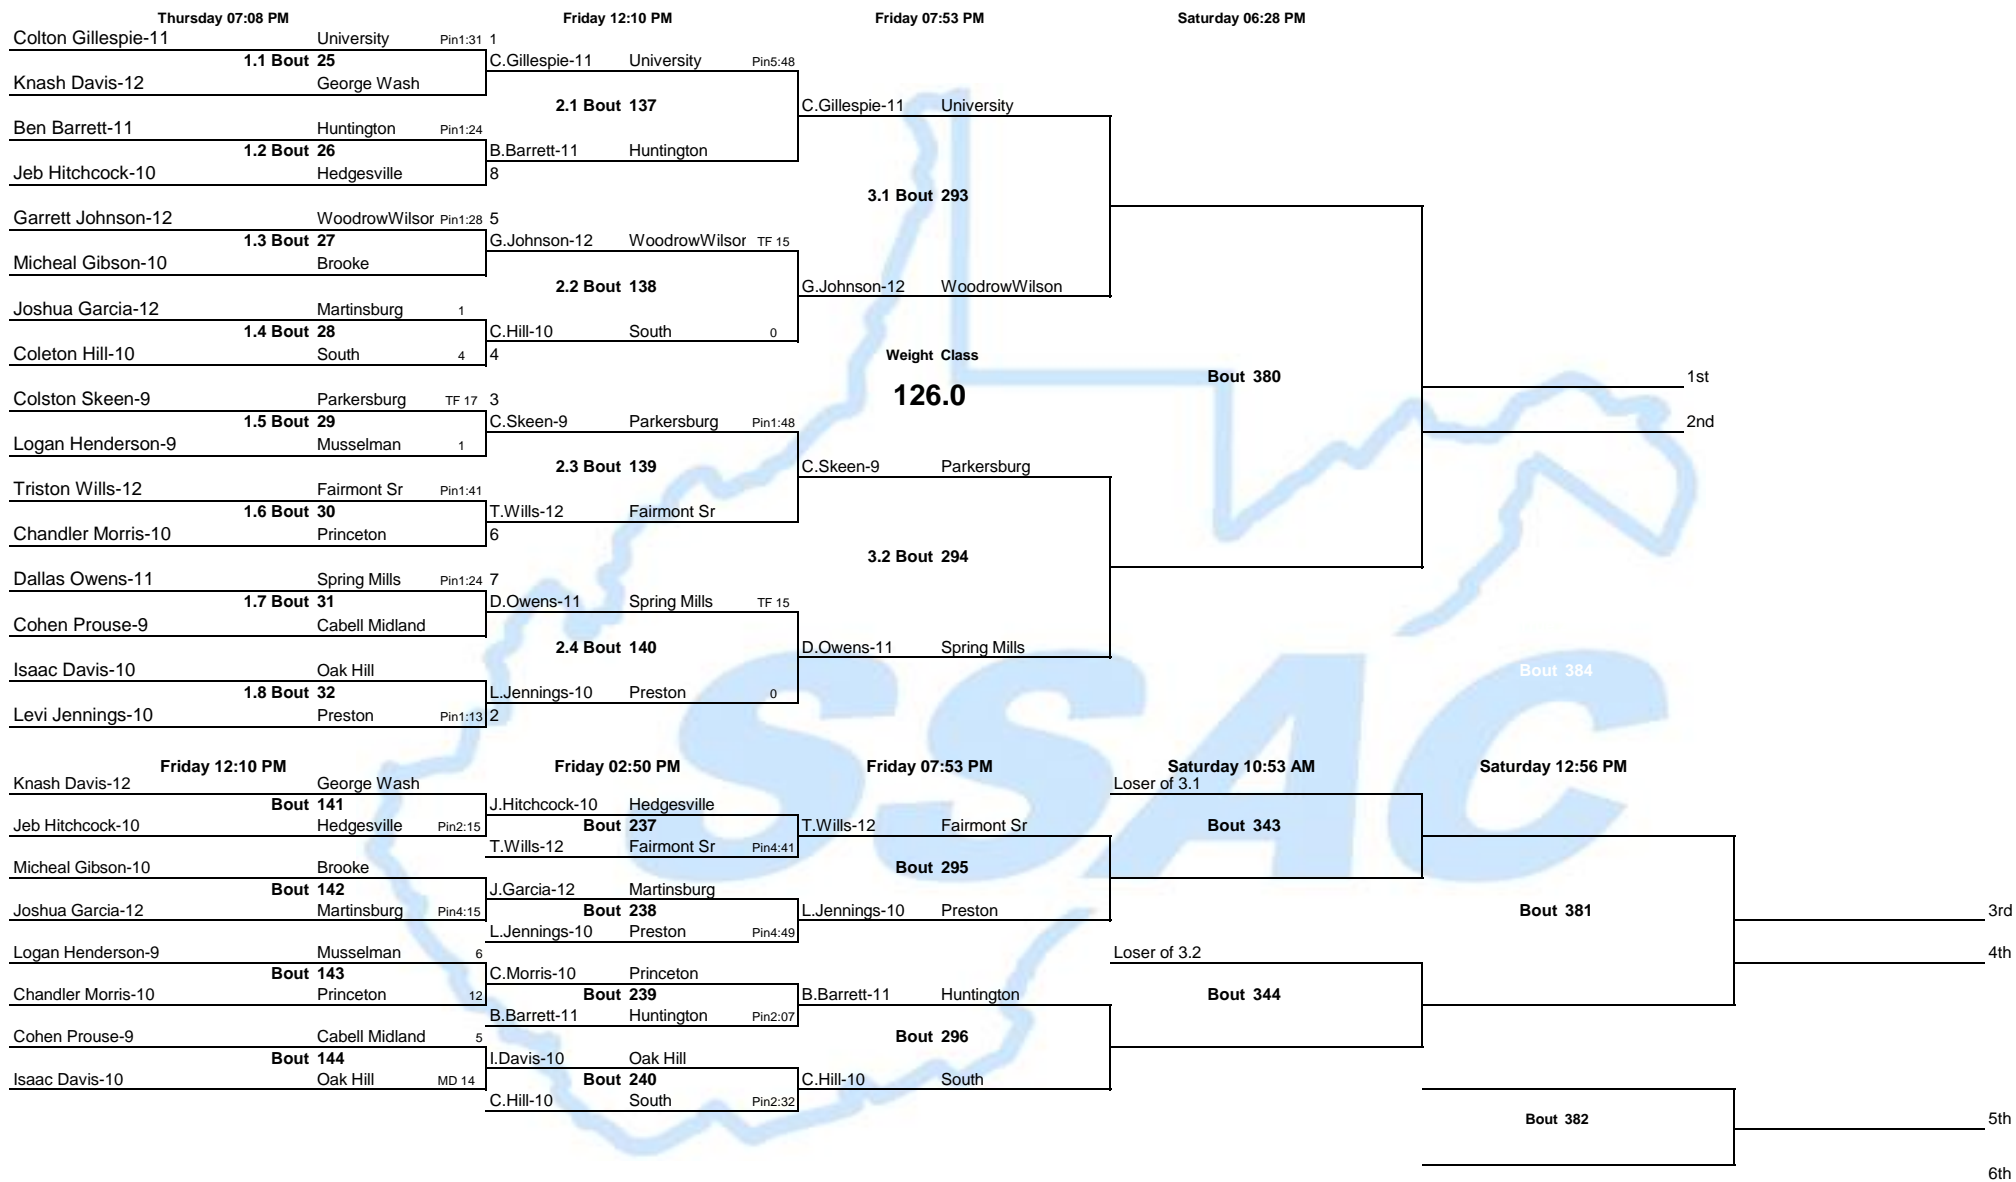 Thursday 07:08 PM Friday 12:10 PM Friday 07:53 PM Saturday 06:28 PM
Colton Gillespie-11 University Pin1:31 1
1.1 Bout 25 C.Gillespie-11 University Pin5:48
Knash Davis-12 George Wash
2.1 Bout 137 C.Gillespie-11 University
Ben Barrett-11 Huntington Pin1:24
1.2 Bout 26 B.Barrett-11 Huntington
Jeb Hitchcock-10 Hedgesville 8
3.1 Bout 293
Garrett Johnson-12 WoodrowWilsor Pin1:28 5
1.3 Bout 27 G.Johnson-12 WoodrowWilsor TF 15
Micheal Gibson-10 Brooke
2.2 Bout 138 G.Johnson-12 WoodrowWilson
Joshua Garcia-12 Martinsburg 1
1.4 Bout 28 C.Hill-10 South 0
Coleton Hill-10 South 4 4 Weight Class
Bout 380 1st
126.0
Colston Skeen-9 Parkersburg TF 17 3
1.5 Bout 29 C.Skeen-9 Parkersburg Pin1:48 2nd
Logan Henderson-9 Musselman 1
2.3 Bout 139 C.Skeen-9 Parkersburg
Triston Wills-12 Fairmont Sr Pin1:41
1.6 Bout 30 T.Wills-12 Fairmont Sr
Chandler Morris-10 Princeton 6
3.2 Bout 294
Dallas Owens-11 Spring Mills Pin1:24 7
1.7 Bout 31 D.Owens-11 Spring Mills TF 15
Cohen Prouse-9 Cabell Midland
2.4 Bout 140 D.Owens-11 Spring Mills
Isaac Davis-10 Oak Hill Bout 384
1.8 Bout 32 L.Jennings-10 Preston 0
Levi Jennings-10 Preston Pin1:13 2
SSAC
Friday 12:10 PM Friday 02:50 PM Friday 07:53 PM Saturday 10:53 AM Saturday 12:56 PM
Knash Davis-12 George Wash Loser of 3.1
Bout 141 J.Hitchcock-10 Hedgesville
Jeb Hitchcock-10 Hedgesville Pin2:15 Bout 237 T.Wills-12 Fairmont Sr Bout 343
T.Wills-12 Fairmont Sr Pin4:41
Micheal Gibson-10 Brooke Bout 295
Bout 142 J.Garcia-12 Martinsburg
Joshua Garcia-12 Martinsburg Pin4:15 Bout 238 L.Jennings-10 Preston Bout 381 3rd
L.Jennings-10 Preston Pin4:49
Logan Henderson-9 Musselman 6 Loser of 3.2 4th
Bout 143 C.Morris-10 Princeton
Chandler Morris-10 Princeton 12 Bout 239 B.Barrett-11 Huntington Bout 344
B.Barrett-11 Huntington Pin2:07
Cohen Prouse-9 Cabell Midland 5 Bout 296
Bout 144 I.Davis-10 Oak Hill
Isaac Davis-10 Oak Hill MD 14 Bout 240 C.Hill-10 South
C.Hill-10 South Pin2:32
Bout 382 5th
6th